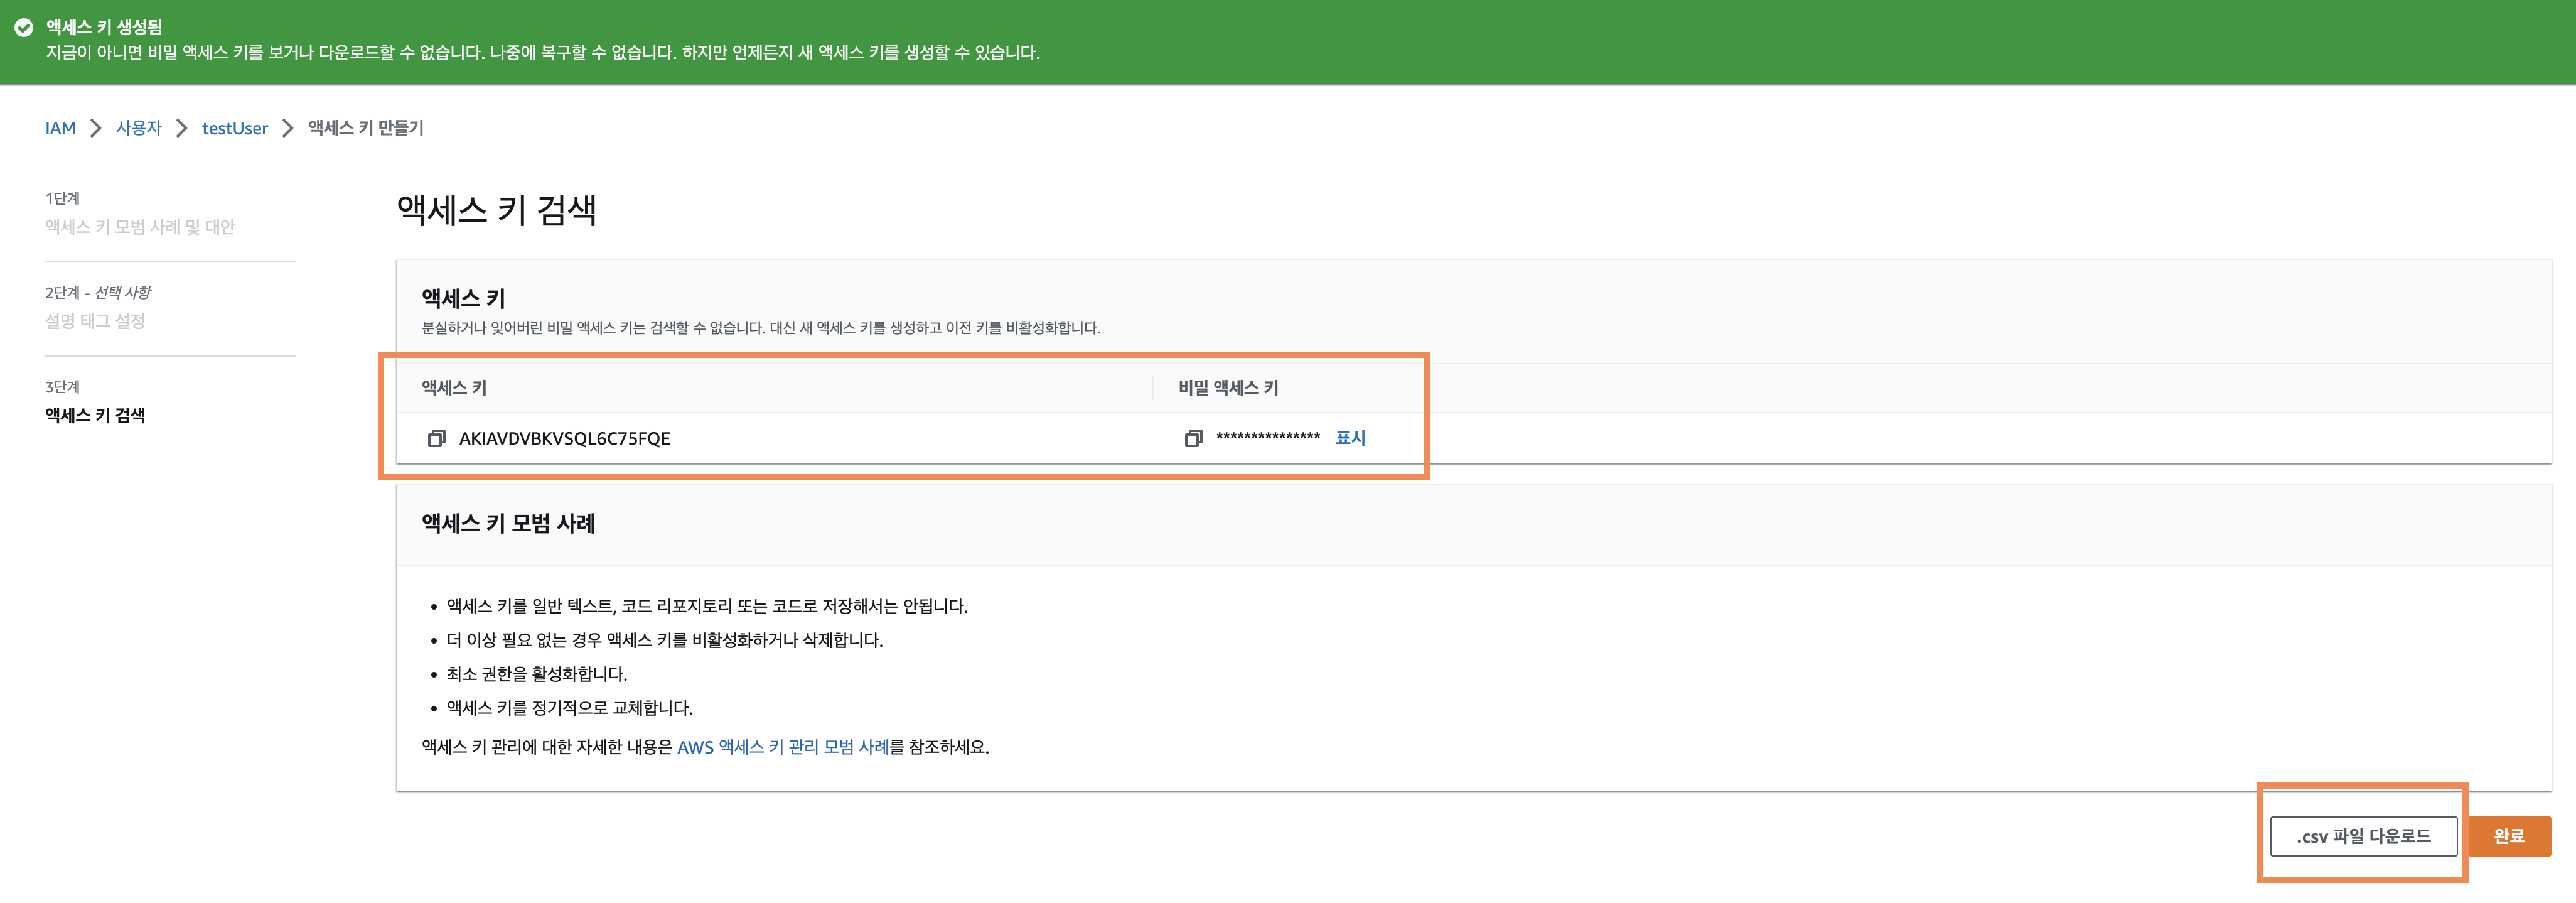 액세스 키 생성됨
지금이 아니면 비밀 액세스 키를 보거나 다운로드할 수 없습니다. 나중에 복구할 수 없습니다. 하지만 언제든지 새 액세스 키를 생성할 수 있습니다.
IAM > 사용자 > testUser > 액세스 키 만들기
1단계
액세스 키 모범 사례 및 대안
2단계 - 선택 사항
설명 태그 설정
3단계
액세스 키 검색
액세스 키 검색
액세스 키
분실하거나 잊어버린 비밀 액세스 키는 검색할 수 없습니다. 대신 새 액세스 키를 생성하고 이전 키를 비활성화합니다.
액세스 키 비밀 액세스 키
AKIAVDVBKVSQL6C75FQE *************** 표시
액세스 키 모범 사례
• 액세스 키를 일반 텍스트, 코드 리포지토리 또는 코드로 저장해서는 안됩니다.
• 더 이상 필요 없는 경우 액세스 키를 비활성화하거나 삭제합니다.
• 최소 권한을 활성화합니다.
• 액세스 키를 정기적으로 교체합니다.
액세스 키 관리에 대한 자세한 내용은 AWS 액세스 키 관리 모범 사례를 참조하세요.
.csv 파일 다운로드 완료